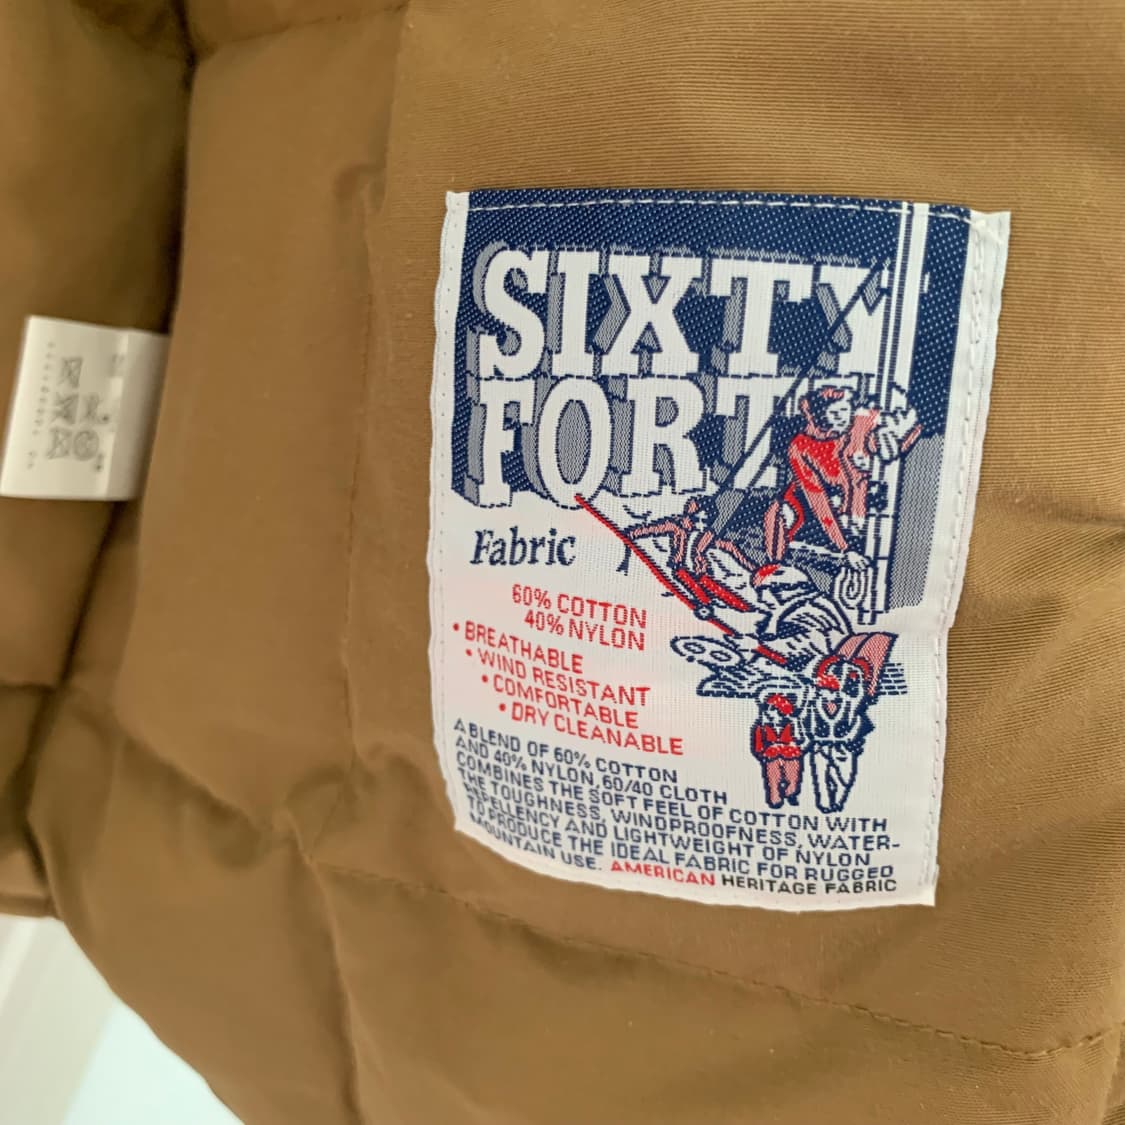 SIXTY
FORTY
Fabric
60% COTTON
40% NYLON
• BREATHABLE
• WIND RESISTANT
• COMFORTABLE
• DRY CLEANABLE
A BLEND OF 60% COTTON
AND 40% NYLON, 60/40 CLOTH
COMBINES THE SOFT FEEL OF COTTON WITH
THE TOUGHNESS, WINDPROOFNESS, WATER-
REPELLENCY AND LIGHTWEIGHT OF NYLON
TO PRODUCE THE IDEAL FABRIC FOR RUGGED
MOUNTAIN USE. AMERICAN HERITAGE FABRIC